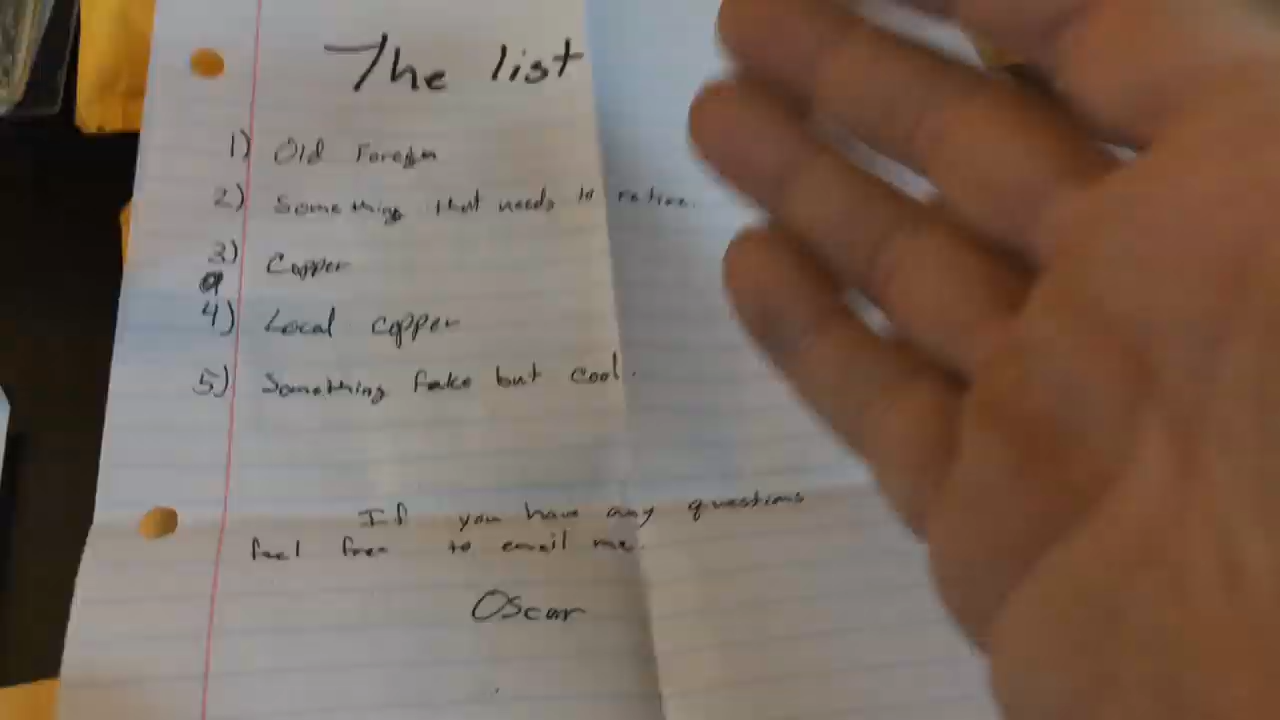 The list
1) Old Foreign
2) Something that needs to retire.
3) Copper
4) Local copper
5) Something fake but cool.
If you have any questions
feel free to email me.
Oscar